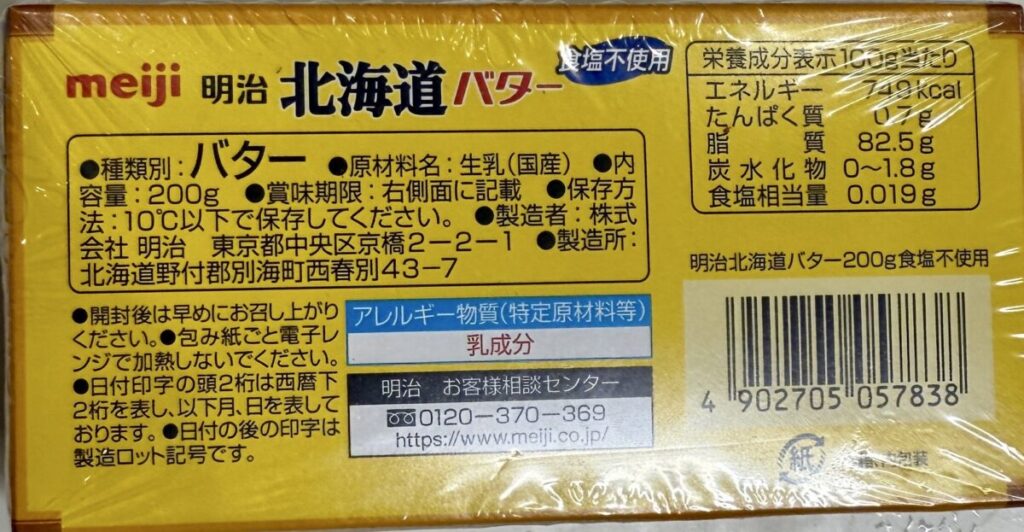 meiji 明治 北海道バター 食塩不使用
●種類別:バター ●原材料名:生乳(国産) ●内
容量:200g ●賞味期限:右側面に記載 ●保存方
法:10℃以下で保存してください。 ●製造者:株式
会社 明治 東京都中央区京橋2-2-1 ●製造所:
北海道野付郡別海町西春別43-7
栄養成分表示100g当たり
エネルギー 749kcal
たんぱく質 0.7g
脂質 82.5g
炭水化物 0〜1.8g
食塩相当量 0.019g
●開封後は早めにお召し上がり
ください。●包み紙ごと電子レ
ンジで加熱しないでください。
●日付印字の頭2桁は西暦下
2桁を表し、以下月、日を表して
おります。●日付の後の印字は
製造ロット記号です。
アレルギー物質(特定原材料等)
乳成分
明治 お客様相談センター
0120-370-369
https://www.meiji.co.jp/
明治北海道バター200g食塩不使用
4 902705 057838
紙
包装